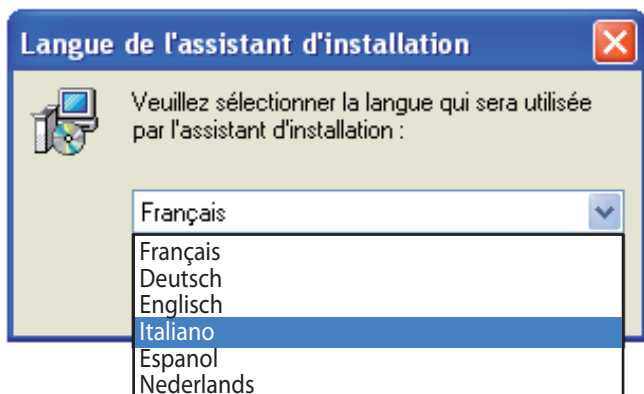 Langue de l'assistant d'installation
Veuillez sélectionner la langue qui sera utilisée
par l'assistant d'installation :
Français
Français
Deutsch
Englisch
Italiano
Espanol
Nederlands